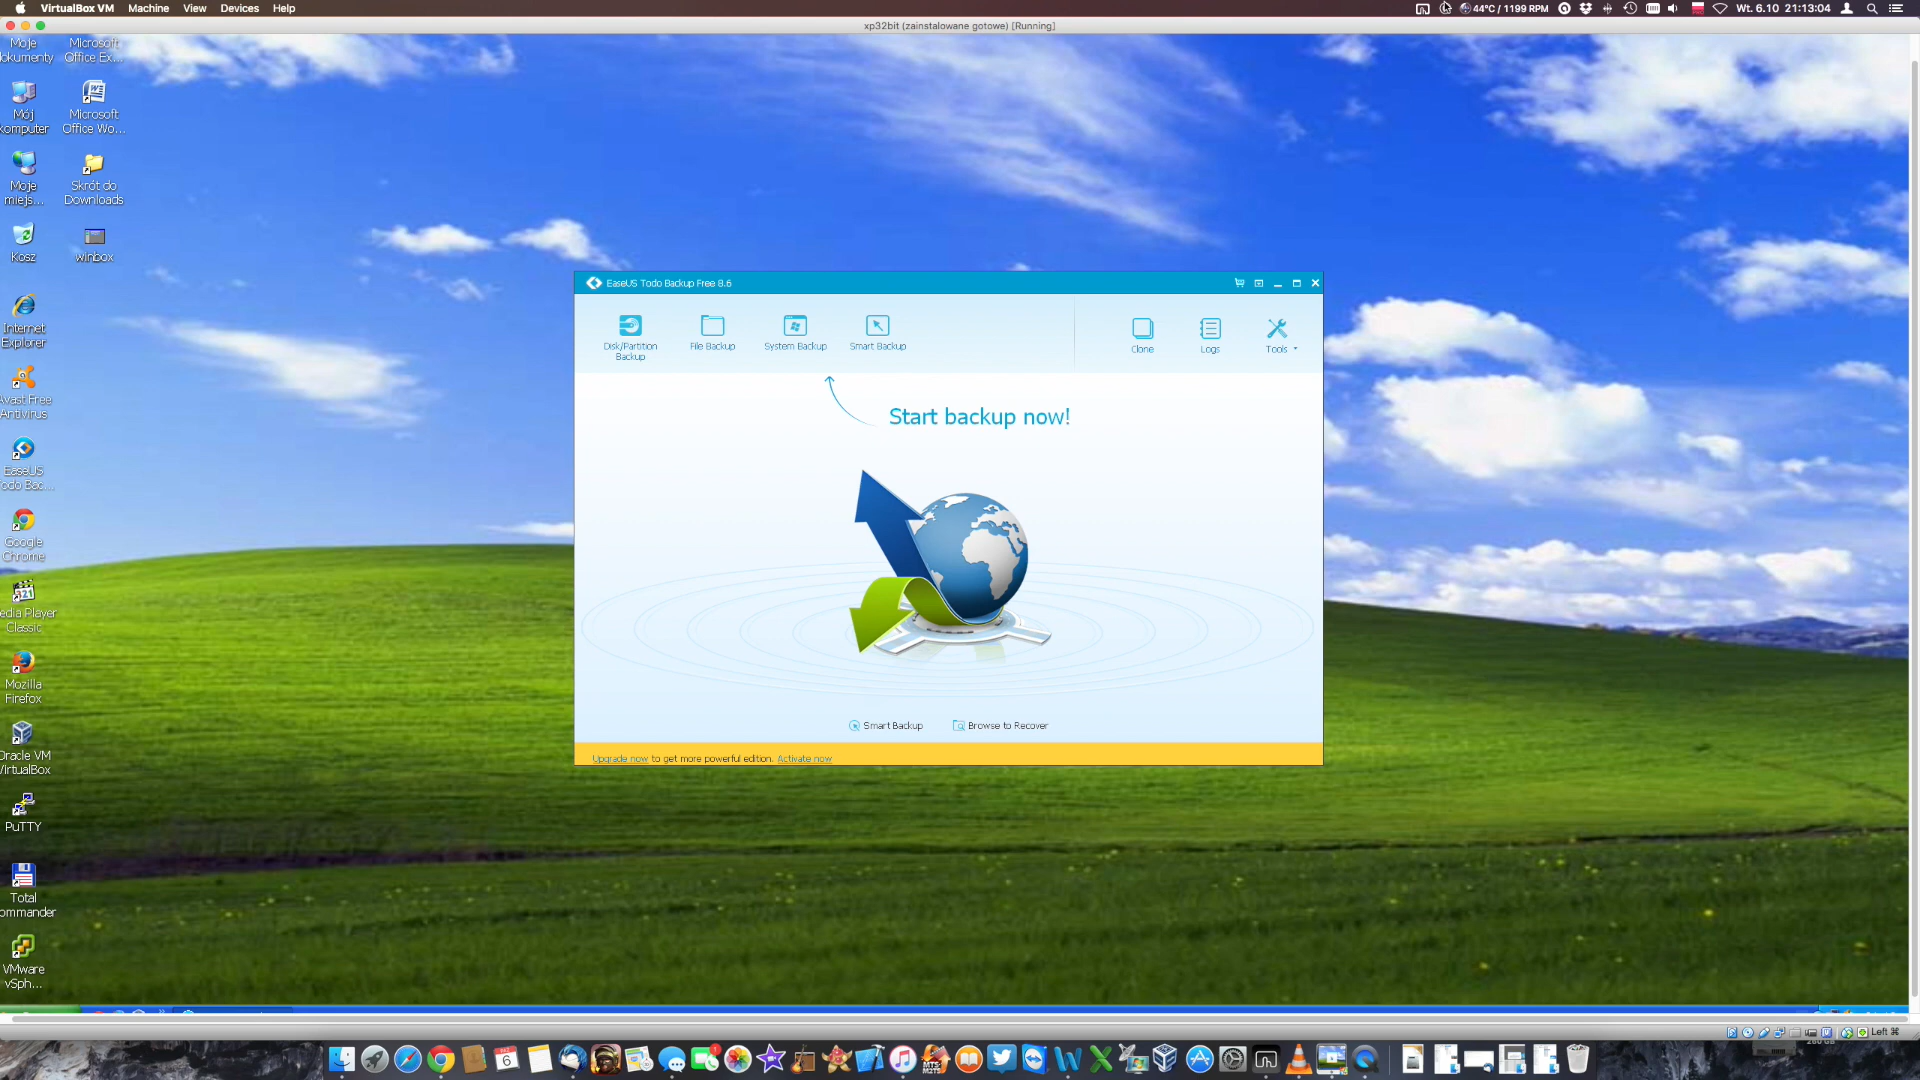 VirtualBox VM Machine View Devices Help
44°C / 1199 RPM Wt. 6.10 21:13:04
xp32bit (zainstalowane gotowe) [Running]
Moje
dokumenty
Microsoft
Office Ex...
Mój
komputer
Microsoft
Office Wo...
Moje
miejs...
Skrót do
Downloads
Kosz
winbox
Internet
Explorer
Avast Free
Antivirus
EaseUS
Todo Bac...
Google
Chrome
Media Player
Classic
Mozilla
Firefox
Oracle VM
VirtualBox
PuTTY
Total
Commander
VMware
vSph...
EaseUS Todo Backup Free 8.6
Disk/Partition
Backup
File Backup
System Backup
Smart Backup
Clone
Logs
Tools
Start backup now!
Smart Backup
Browse to Recover
Upgrade now to get more powerful edition. Activate now
Left ⌘
6
MTS
M2TS